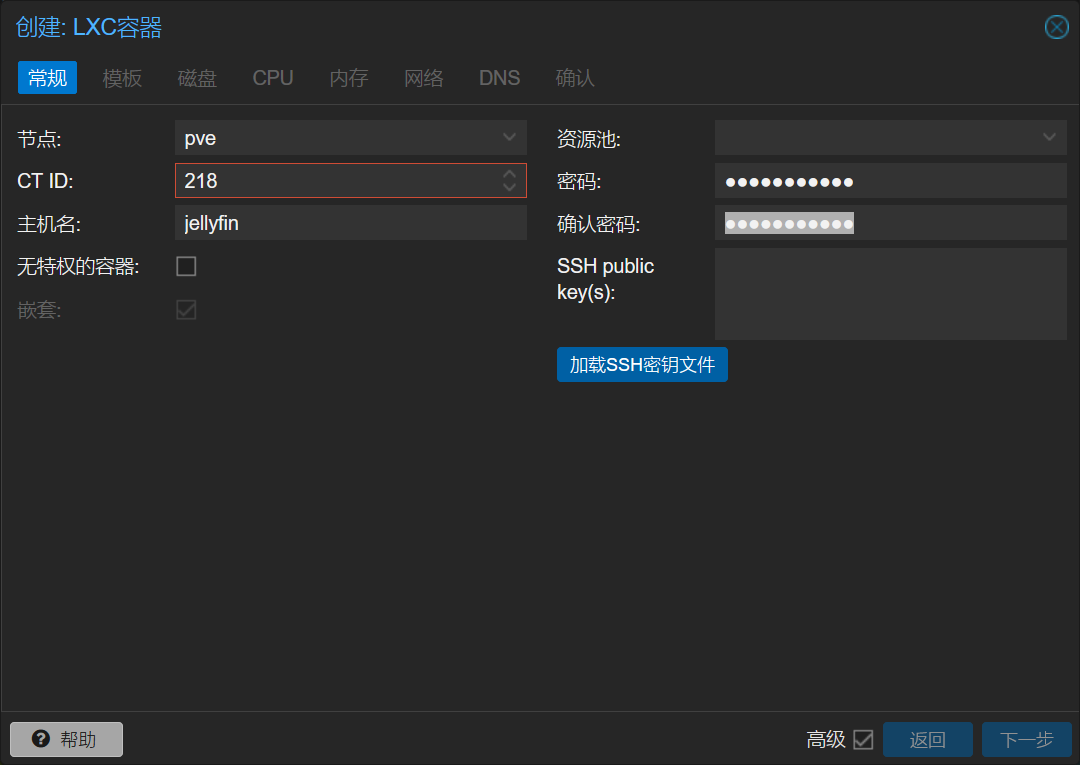 创建: LXC容器
常规 模板 磁盘 CPU 内存 网络 DNS 确认
节点: pve
CT ID: 218
主机名: jellyfin
无特权的容器:
嵌套:
资源池:
密码: ●●●●●●●●●●●
确认密码: ●●●●●●●●●●●
SSH public
key(s):
加载SSH密钥文件
帮助
高级 返回 下一步